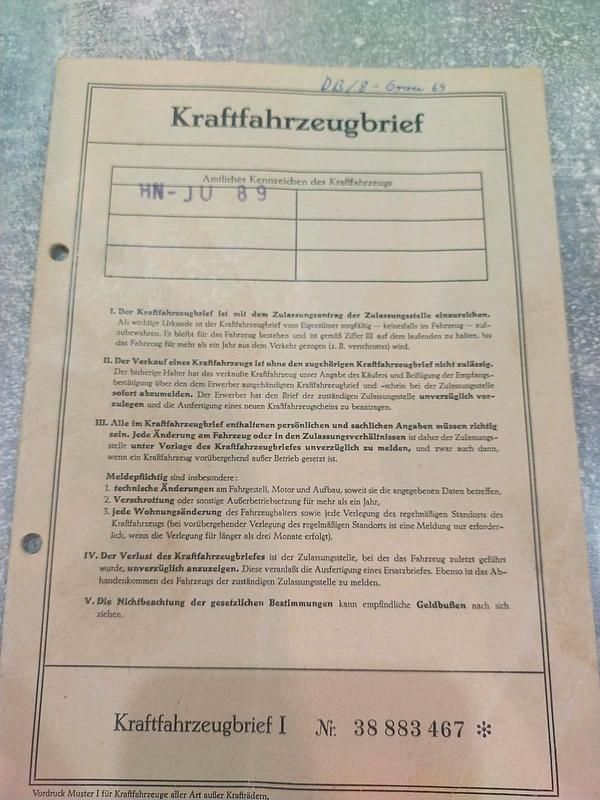 DB/8 - Grau 69
Kraftfahrzeugbrief
Amtliches Kennzeichen des Kraftfahrzeugs
HN-JU 89
I. Der Kraftfahrzeugbrief ist mit dem Zulassungsantrag der Zulassungsstelle einzureichen.
Als wichtige Urkunde ist der Kraftfahrzeugbrief vom Eigentümer sorgfältig — keinesfalls im Fahrzeug — auf-
zubewahren. Er bleibt für das Fahrzeug bestehen und ist gemäß Ziffer III auf dem laufenden zu halten, bis
das Fahrzeug für mehr als ein Jahr aus dem Verkehr gezogen (z. B. verschrottet) wird.
II. Der Verkauf eines Kraftfahrzeugs ist ohne den zugehörigen Kraftfahrzeugbrief nicht zulässig.
Der bisherige Halter hat das verkaufte Kraftfahrzeug unter Angabe des Käufers und Beifügung der Empfangs-
bestätigung über den dem Erwerber ausgehändigten Kraftfahrzeugbrief und -schein bei der Zulassungsstelle
sofort abzumelden. Der Erwerber hat den Brief der zuständigen Zulassungsstelle unverzüglich vor-
zulegen und die Ausfertigung eines neuen Kraftfahrzeugscheins zu beantragen.
III. Alle im Kraftfahrzeugbrief enthaltenen persönlichen und sachlichen Angaben müssen richtig
sein. Jede Änderung am Fahrzeug oder in den Zulassungsverhältnissen ist daher der Zulassungs-
stelle unter Vorlage des Kraftfahrzeugbriefes unverzüglich zu melden, und zwar auch dann,
wenn ein Kraftfahrzeug vorübergehend außer Betrieb gesetzt ist.
Meldepflichtig sind insbesondere:
1. technische Änderungen am Fahrgestell, Motor und Aufbau, soweit sie die angegebenen Daten betreffen,
2. Verschrottung oder sonstige Außerbetriebsetzung für mehr als ein Jahr,
3. jede Wohnungsänderung des Fahrzeughalters sowie jede Verlegung des regelmäßigen Standorts des
Kraftfahrzeugs (bei vorübergehender Verlegung des regelmäßigen Standorts ist eine Meldung nur erforder-
lich, wenn die Verlegung für länger als drei Monate erfolgt).
IV. Der Verlust des Kraftfahrzeugbriefes ist der Zulassungsstelle, bei der das Fahrzeug zuletzt geführt
wurde, unverzüglich anzuzeigen. Diese veranlaßt die Ausfertigung eines Ersatzbriefes. Ebenso ist das Ab-
handenkommen des Fahrzeugs der zuständigen Zulassungsstelle zu melden.
V. Die Nichtbeachtung der gesetzlichen Bestimmungen kann empfindliche Geldbußen nach sich
ziehen.
Kraftfahrzeugbrief I Nr. 38 883 467 *
Vordruck Muster I für Kraftfahrzeuge aller Art außer Krafträdern.